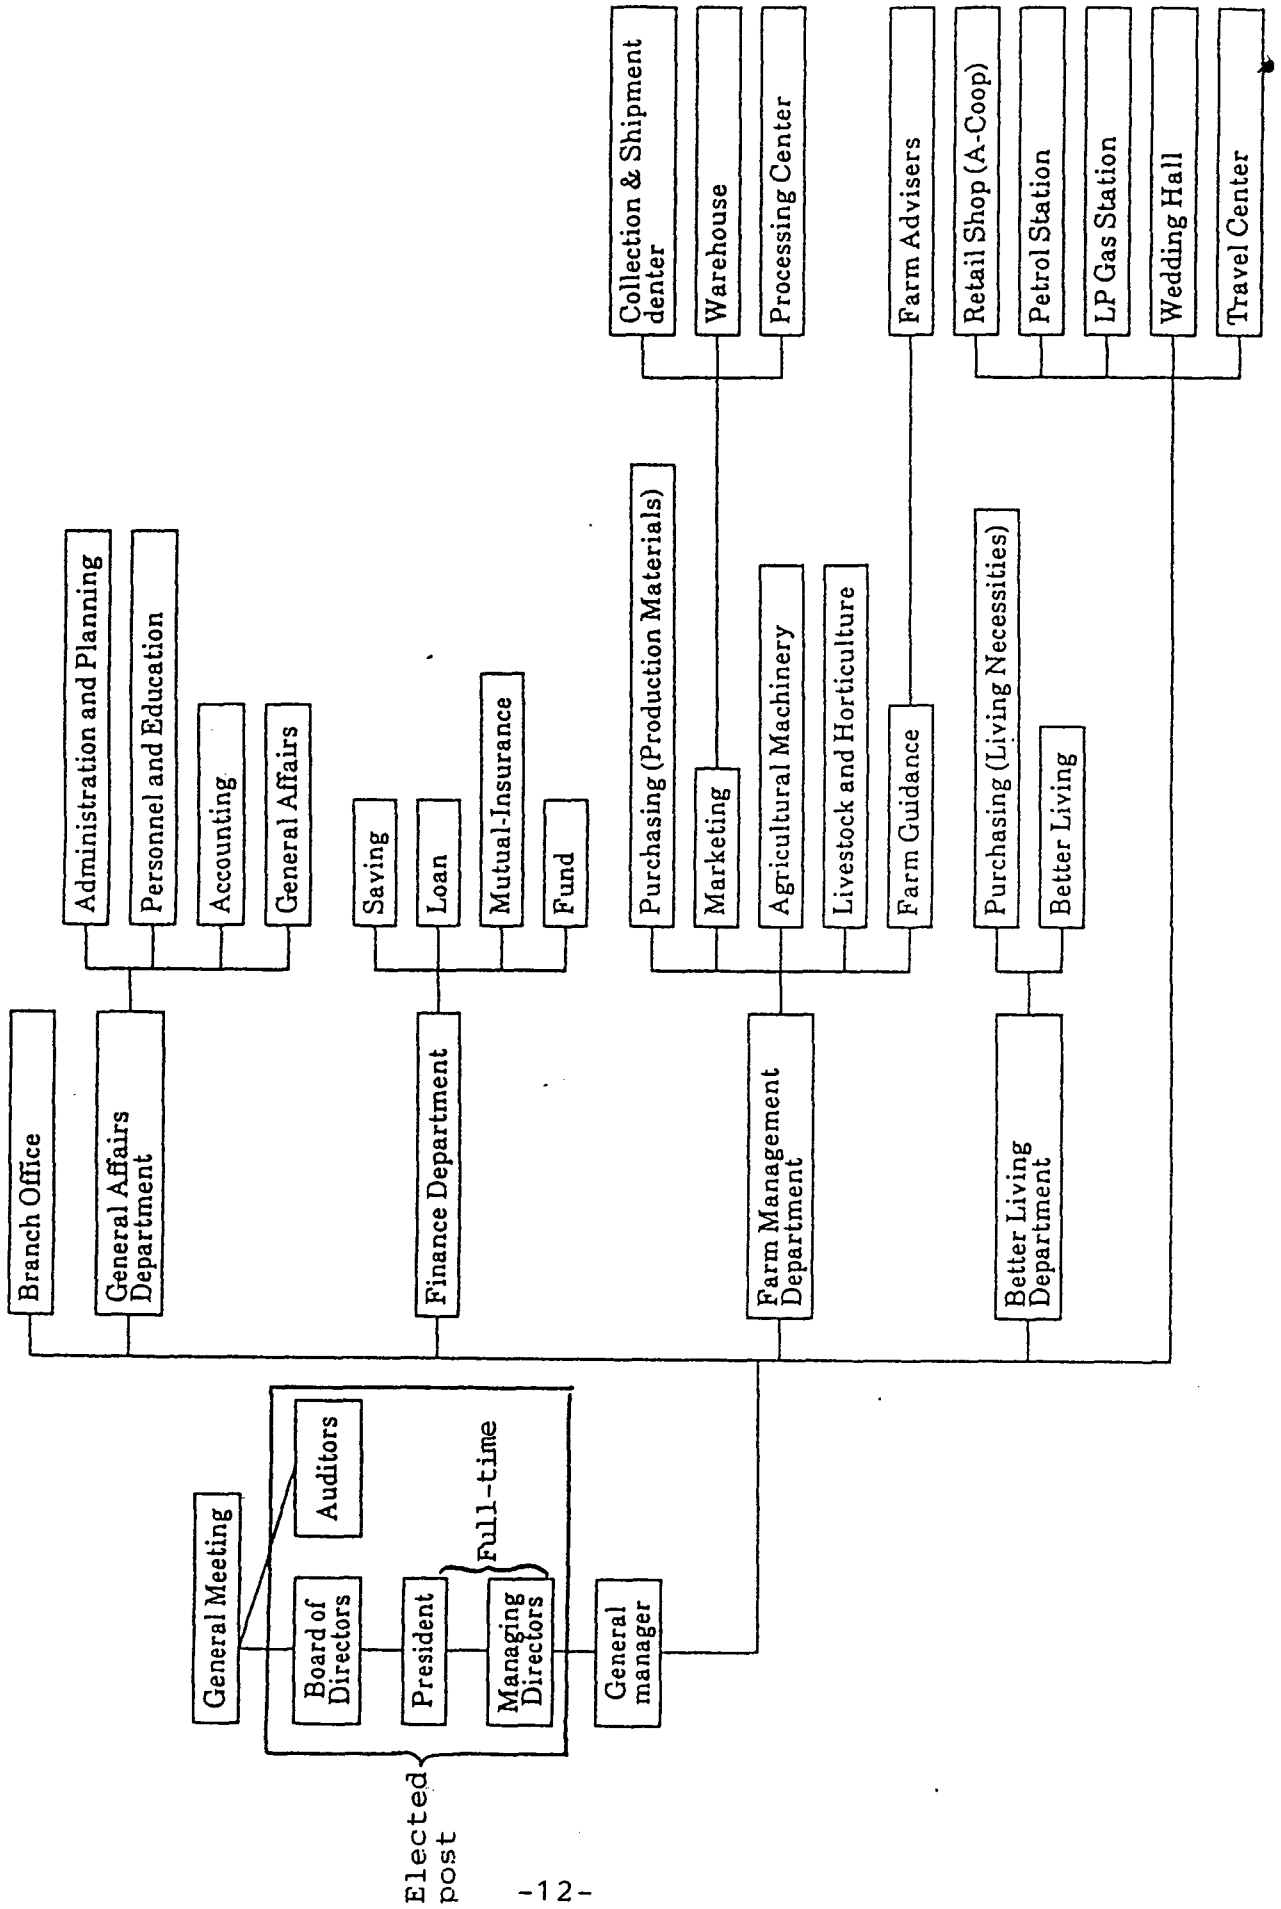 General Meeting
Auditors
Board of
Directors
President
Full-time
Managing
Directors
General
manager
Elected
post
Branch Office
General Affairs
Department
Administration and Planning
Personnel and Education
Accounting
General Affairs
Finance Department
Saving
Loan
Mutual-Insurance
Fund
Farm Management
Department
Purchasing (Production Materials)
Marketing
Agricultural Machinery
Livestock and Horticulture
Farm Guidance
Collection & Shipment
denter
Warehouse
Processing Center
Farm Advisers
Better Living
Department
Purchasing (Living Necessities)
Better Living
Retail Shop (A-Coop)
Petrol Station
LP Gas Station
Wedding Hall
Travel Center
-12-